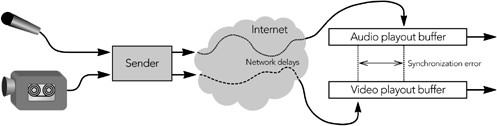 Internet
Audio playout buffer
Sender
Network delays
Synchronization error
Video playout buffer